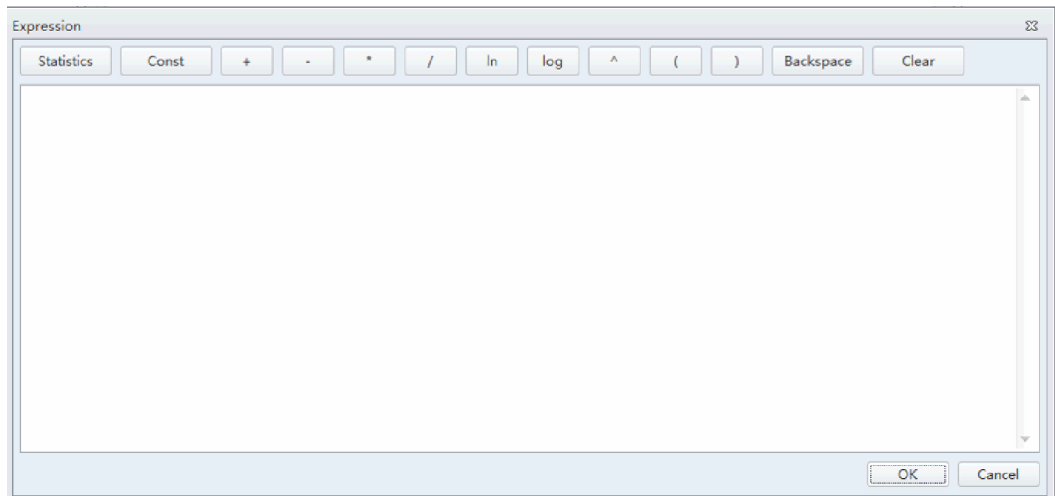 Expression
Statistics Const + - * / ln log ^ ( ) Backspace Clear
OK Cancel